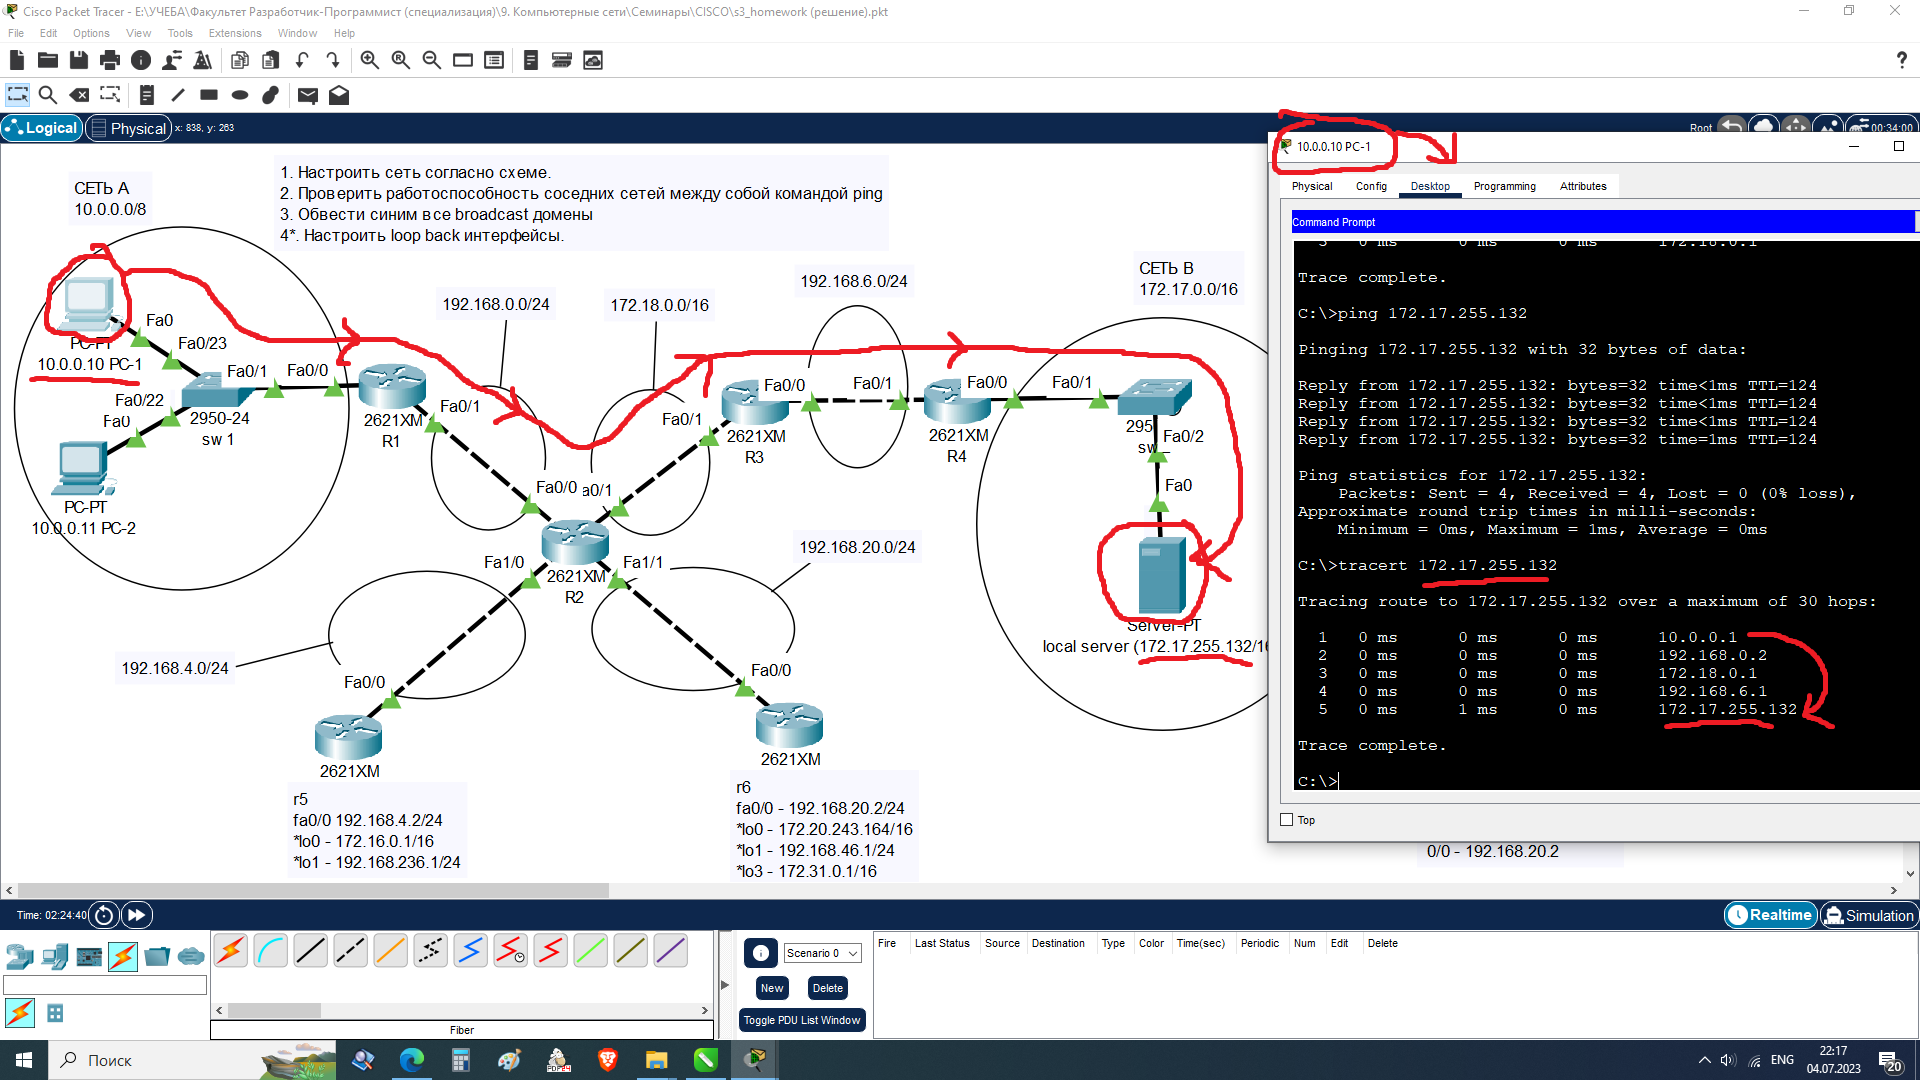 Cisco Packet Tracer - E:\УЧЕБА\Факультет Разработчик-Программист (специализация)\9. Компьютерные сети\Семинары\CISCO\s3_homework (решение).pkt
File Edit Options View Tools Extensions Window Help
Logical Physical x: 838, y: 263
Root 00:34:00
1. Настроить сеть согласно схеме.
2. Проверить работоспособность соседних сетей между собой командой ping
3. Обвести синим все broadcast домены
4*. Настроить loop back интерфейсы.
СЕТЬ А
10.0.0.0/8
192.168.0.0/24
172.18.0.0/16
192.168.6.0/24
СЕТЬ В
172.17.0.0/16
Fa0
Fa0/23
PC-PT
10.0.0.10 PC-1
Fa0/1
Fa0/0
Fa0/22
Fa0
2950-24
sw 1
PC-PT
10.0.0.11 PC-2
2621XM
R1
Fa0/1
Fa0/1
Fa0/0
2621XM
R3
Fa0/1
Fa0/0
2621XM
R4
Fa0/1
295
sw
Fa0/2
Fa0
Server-PT
local server (172.17.255.132/16
Fa0/0
a0/1
Fa1/0
Fa1/1
2621XM
R2
192.168.20.0/24
192.168.4.0/24
Fa0/0
2621XM
Fa0/0
2621XM
r5
fa0/0 192.168.4.2/24
*lo0 - 172.16.0.1/16
*lo1 - 192.168.236.1/24
r6
fa0/0 - 192.168.20.2/24
*lo0 - 172.20.243.164/16
*lo1 - 192.168.46.1/24
*lo3 - 172.31.0.1/16
0/0 - 192.168.20.2
10.0.0.10 PC-1
Physical Config Desktop Programming Attributes
Command Prompt
3 0 ms 0 ms 0 ms 172.18.0.1
Trace complete.
C:\>ping 172.17.255.132
Pinging 172.17.255.132 with 32 bytes of data:
Reply from 172.17.255.132: bytes=32 time<1ms TTL=124
Reply from 172.17.255.132: bytes=32 time<1ms TTL=124
Reply from 172.17.255.132: bytes=32 time<1ms TTL=124
Reply from 172.17.255.132: bytes=32 time=1ms TTL=124
Ping statistics for 172.17.255.132:
Packets: Sent = 4, Received = 4, Lost = 0 (0% loss),
Approximate round trip times in milli-seconds:
Minimum = 0ms, Maximum = 1ms, Average = 0ms
C:\>tracert 172.17.255.132
Tracing route to 172.17.255.132 over a maximum of 30 hops:
1 0 ms 0 ms 0 ms 10.0.0.1
2 0 ms 0 ms 0 ms 192.168.0.2
3 0 ms 0 ms 0 ms 172.18.0.1
4 0 ms 0 ms 0 ms 192.168.6.1
5 0 ms 1 ms 0 ms 172.17.255.132
Trace complete.
C:\>
Top
Time: 02:24:40
Realtime Simulation
Scenario 0
New Delete
Toggle PDU List Window
Fire Last Status Source Destination Type Color Time(sec) Periodic Num Edit Delete
Fiber
Поиск
ENG
22:17
04.07.2023
20